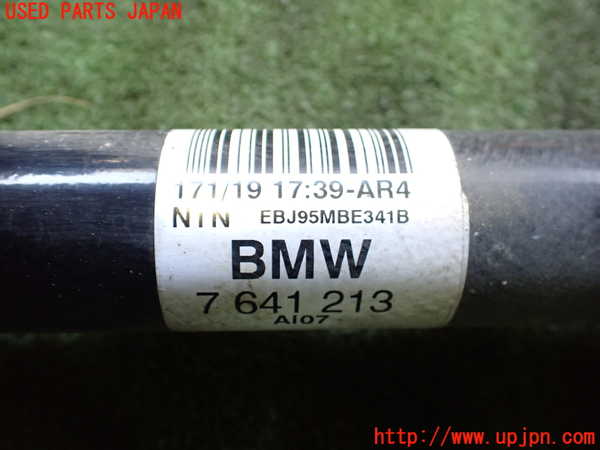 USED PARTS JAPAN
171/19 17:39-AR4
NTN EBJ95MBE341B
BMW
7 641 213
AI07
http://www.upjpn.com/